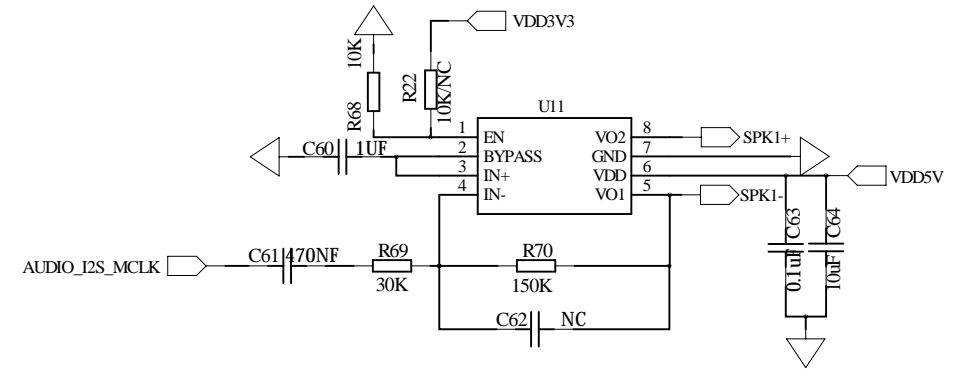 VDD3V3
10K
R68
R22
10K/NC
U11
1
EN
VO2
8
SPK1+
C60
1UF
2
BYPASS
GND
7
3
IN+
VDD
6
VDD5V
4
IN-
VO1
5
SPK1-
C63
0.1uF
C64
10uF
AUDIO_I2S_MCLK
C61
470NF
R69
30K
R70
150K
C62
NC